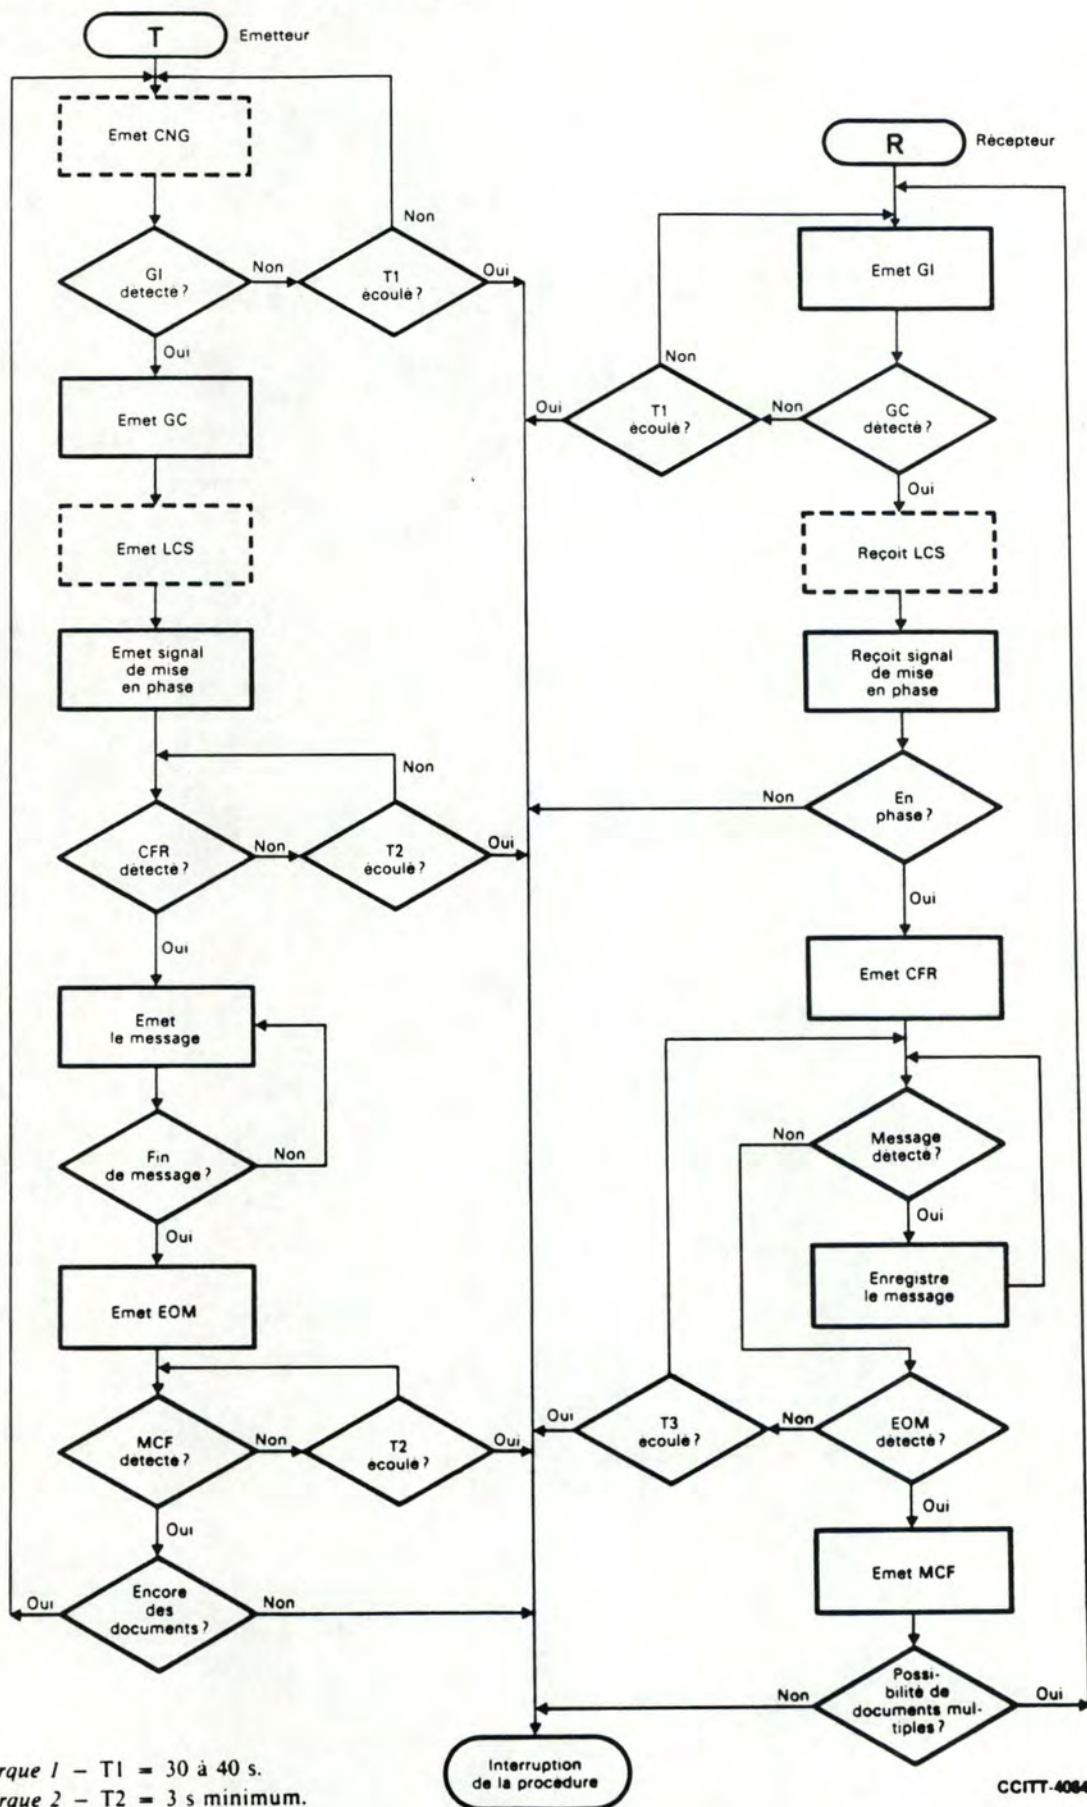 T
Emetteur
Emet CNG
GI
détecté ?
Non
T1
écoulé ?
Non
Oui
Oui
Emet GC
Emet LCS
Emet signal
de mise
en phase
CFR
détecté ?
Non
T2
écoulé ?
Non
Oui
Oui
Emet
le message
Fin
de message ?
Non
Oui
Emet EOM
MCF
détecté ?
Non
T2
écoulé ?
Oui
Oui
Encore
des
documents ?
Oui
Non
R
Récepteur
Emet GI
GC
détecté ?
Non
T1
écoulé ?
Non
Oui
Oui
Reçoit LCS
Reçoit signal
de mise
en phase
En
phase ?
Non
Oui
Emet CFR
Message
détecté ?
Non
Oui
Enregistre
le message
EOM
détecté ?
Non
T3
écoulé ?
Oui
Oui
Emet MCF
Possi-
bilité de
documents mul-
tiples ?
Non
Oui
Interruption
de la procédure
rque 1 – T1 = 30 à 40 s.
rque 2 – T2 = 3 s minimum.